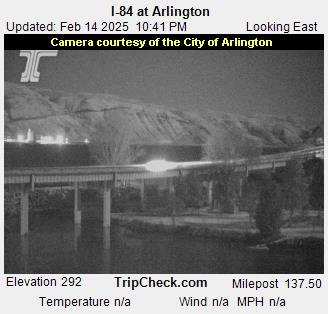 I-84 at Arlington
Updated: Feb 14 2025 10:41 PM Looking East
Camera courtesy of the City of Arlington
Elevation 292 TripCheck.com Milepost 137.50
Temperature n/a Wind n/a MPH n/a